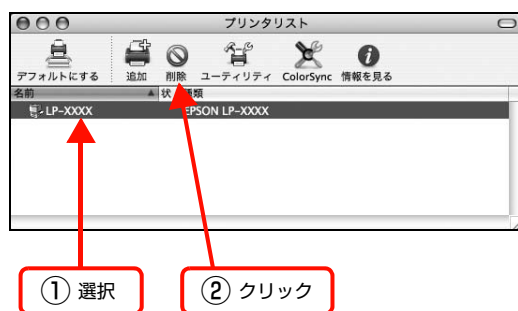 プリンタリスト
デフォルトにする 追加 削除 ユーティリティ ColorSync 情報を見る
名前 状 種類
LP-XXXX EPSON LP-XXXX
① 選択 ② クリック